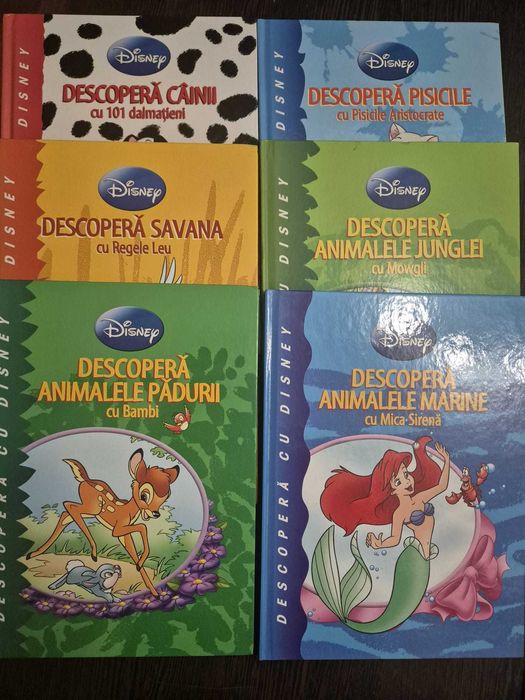 DISNEY
Disney
DESCOPERĂ CÂINII
cu 101 dalmațieni
DISNEY
Disney
DESCOPERĂ PISICILE
cu Pisicile Aristocrate
DISNEY
Disney
DESCOPERĂ SAVANA
cu Regele Leu
U DISNEY
Disney
DESCOPERĂ
ANIMALELE JUNGLEI
cu Mowgli
DESCOPERĂ CU DISNEY
Disney
DESCOPERĂ
ANIMALELE PĂDURII
cu Bambi
DESCOPERĂ CU DISNEY
Disney
DESCOPERĂ
ANIMALELE MARINE
cu Mica Sirenă